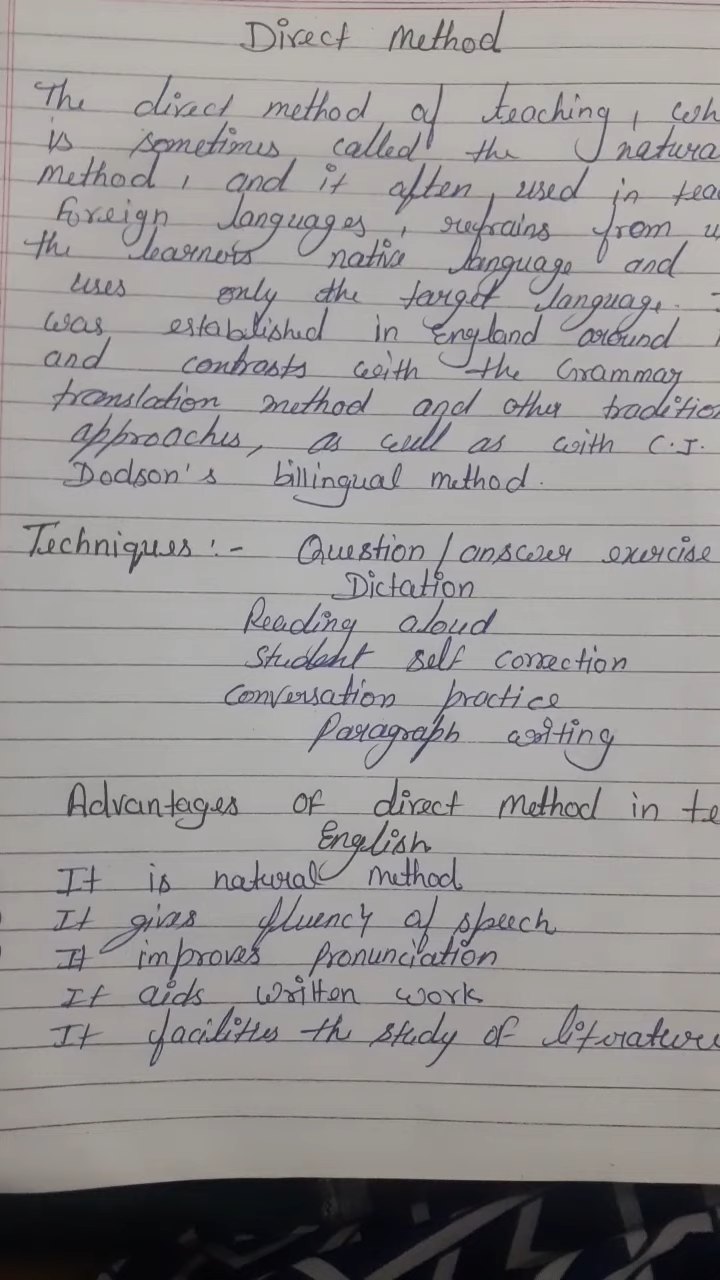 Direct Method
The direct method of teaching, wh
is sometimes called the natura
method, and it often used in tea
foreign languages, refrains from u
the learners native language and
uses only the target language.
was established in England around
and contrasts with the Grammar
translation method and other tradition
approaches, as well as with C.J.
Dodson's billingual method.
Techniques :- Question/answer exercise
Dictation
Reading aloud
Student self correction
conversation practice
Paragraph writing
Advantages of direct method in te
English
It is natural method
It gives fluency of speech
It improves pronunciation
It aids written work
It facilities the study of literature